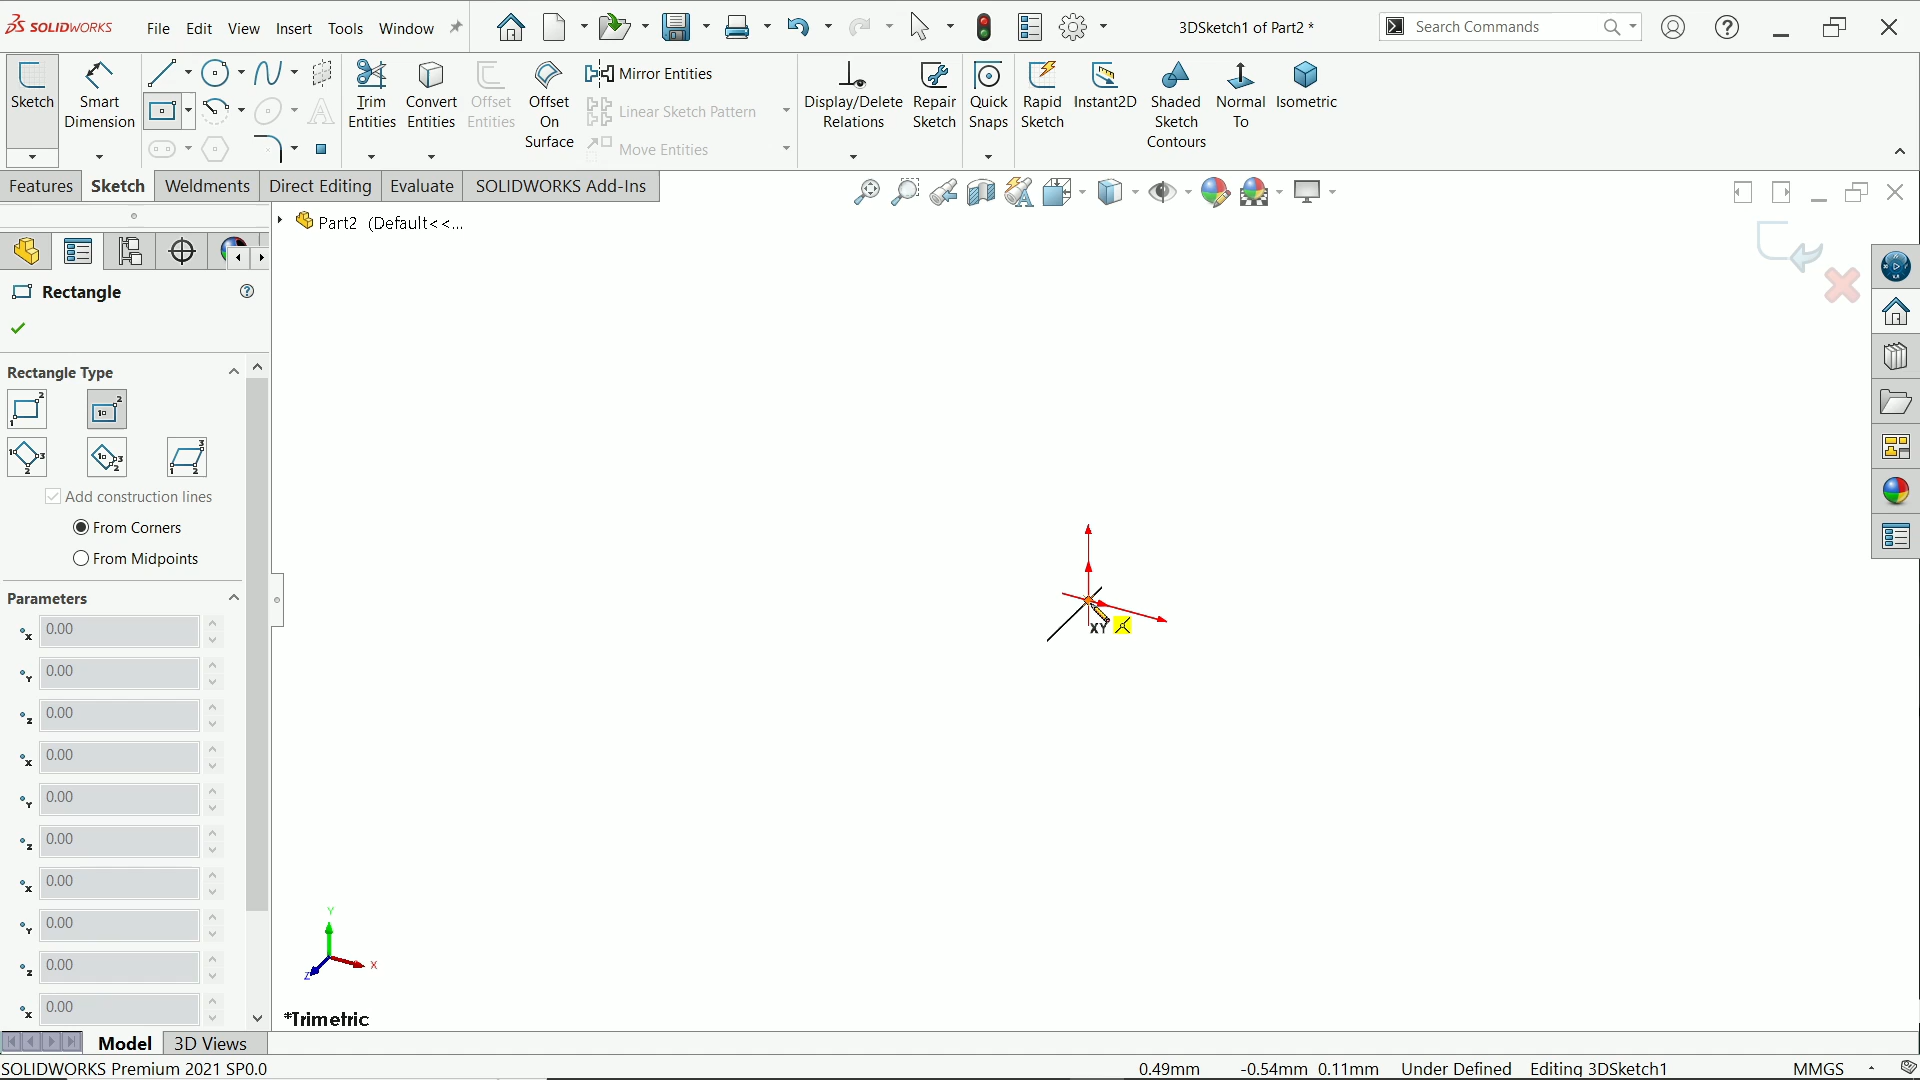 SOLIDWORKS File Edit View Insert Tools Window 3DSketch1 of Part2 * Search Commands
Sketch
Smart Dimension
Trim Entities
Convert Entities
Offset Entities
Offset On Surface
Mirror Entities
Linear Sketch Pattern
Move Entities
Display/Delete Relations
Repair Sketch
Quick Snaps
Rapid Sketch
Instant2D
Shaded Sketch Contours
Normal To
Isometric
Features Sketch Weldments Direct Editing Evaluate SOLIDWORKS Add-Ins
Part2 (Default<<...
Rectangle
Rectangle Type
Add construction lines
From Corners
From Midpoints
Parameters
x 0.00
Y 0.00
z 0.00
x 0.00
Y 0.00
z 0.00
x 0.00
Y 0.00
z 0.00
x 0.00
XY
Y
X
Z
*Trimetric
Model 3D Views
SOLIDWORKS Premium 2021 SP0.0 0.49mm -0.54mm 0.11mm Under Defined Editing 3DSketch1 MMGS